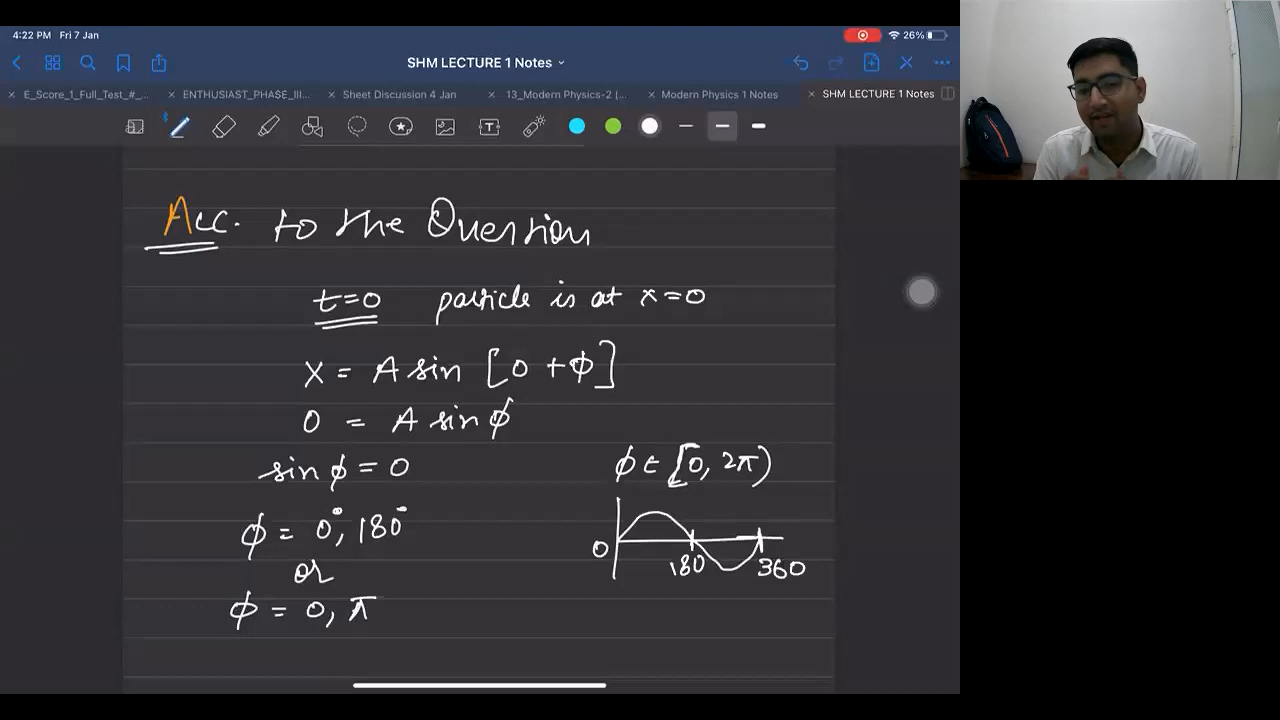 4:22 PM Fri 7 Jan
26%
SHM LECTURE 1 Notes
E_Score_1_Full_Test_#_...
ENTHUSIAST_PHASE_III...
Sheet Discussion 4 Jan
13_Modern Physics-2 (...
Modern Physics 1 Notes
SHM LECTURE 1 Notes
T
Acc. to the Question
t=0 particle is at x=0
x = A sin [0 + ϕ]
0 = A sin ϕ
sin ϕ = 0
ϕ ∈ [0, 2π)
ϕ = 0°, 180°
0
180
360
or
ϕ = 0, π